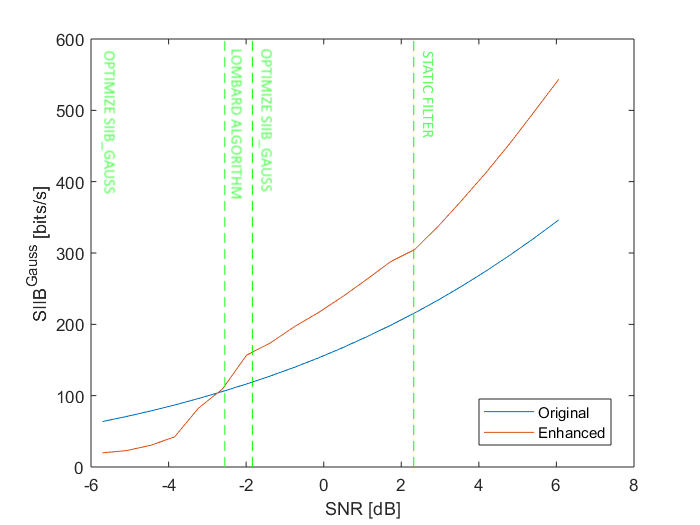 600
500
400
300
200
100
0
SIIB^Gauss [bits/s]
OPTIMIZE SIIB_GAUSS
LOMBARD ALGORITHM
OPTIMIZE SIIB_GAUSS
STATIC FILTER
Original
Enhanced
-6 -4 -2 0 2 4 6 8
SNR [dB]